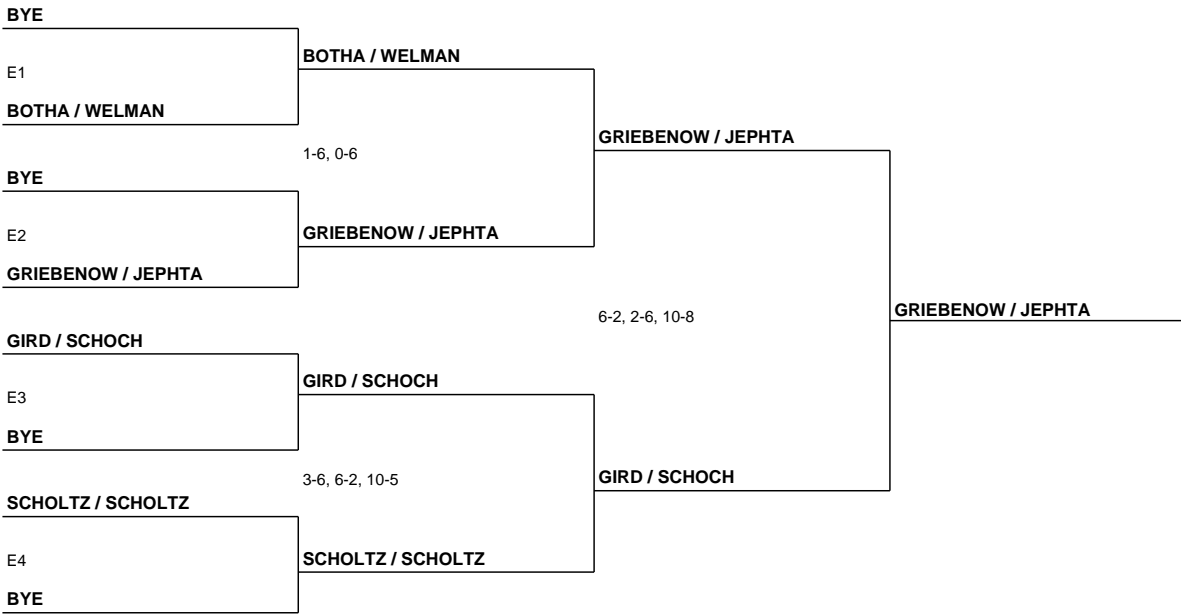 BYE
E1
BOTHA / WELMAN
BOTHA / WELMAN
1-6, 0-6
BYE
E2
GRIEBENOW / JEPHTA
GRIEBENOW / JEPHTA
GRIEBENOW / JEPHTA
6-2, 2-6, 10-8
GRIEBENOW / JEPHTA
GIRD / SCHOCH
E3
BYE
GIRD / SCHOCH
3-6, 6-2, 10-5
GIRD / SCHOCH
SCHOLTZ / SCHOLTZ
E4
BYE
SCHOLTZ / SCHOLTZ